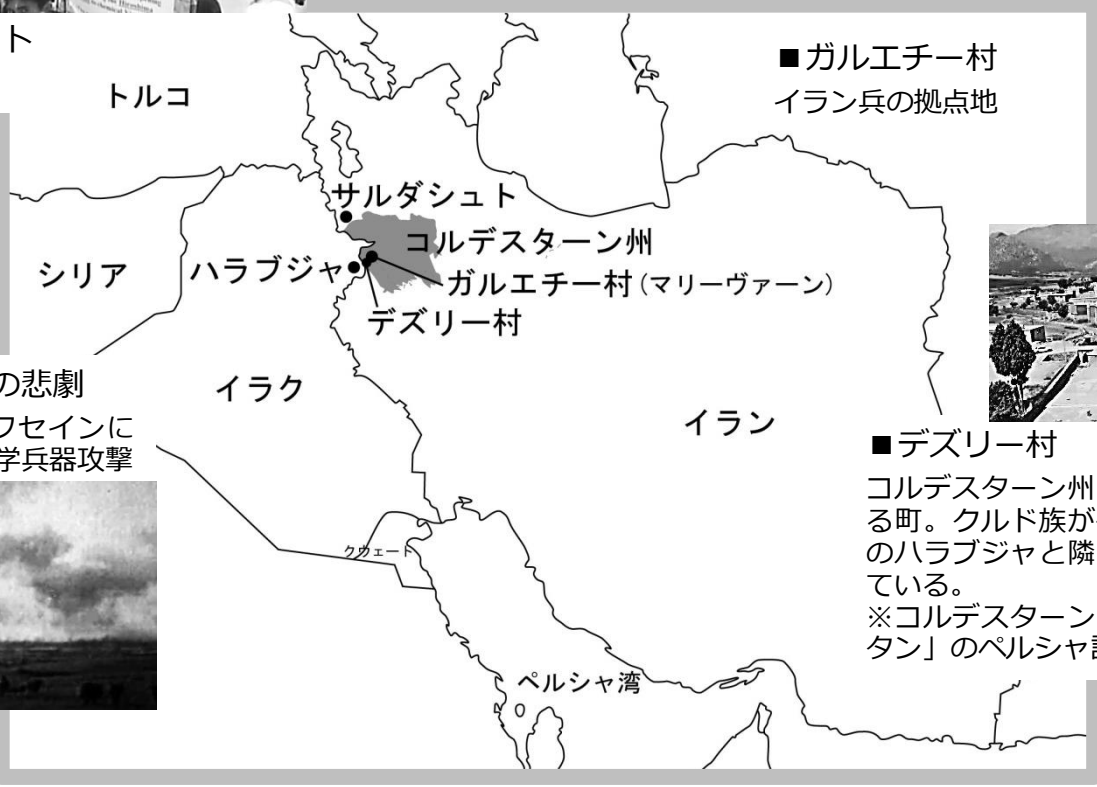 ト
■ガルエチー村
イラン兵の拠点地
トルコ
サルダシュト
コルデスターン州
シリア
ハラブジャ
ガルエチー村（マリーヴァーン）
デズリー村
の悲劇
フセインに
学兵器攻撃
イラク
イラン
■デズリー村
コルデスターン州
る町。クルド族が
のハラブジャと隣
ている。
※コルデスターン
タン」のペルシャ
クウェート
ペルシャ湾